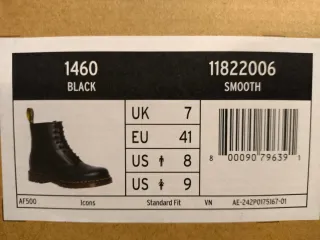 1460
BLACK
11822006
SMOOTH
UK 7
EU 41
US 8
US 9
8 00090 79639 1
AF500 Icons Standard Fit VN AE-242P0175167-01